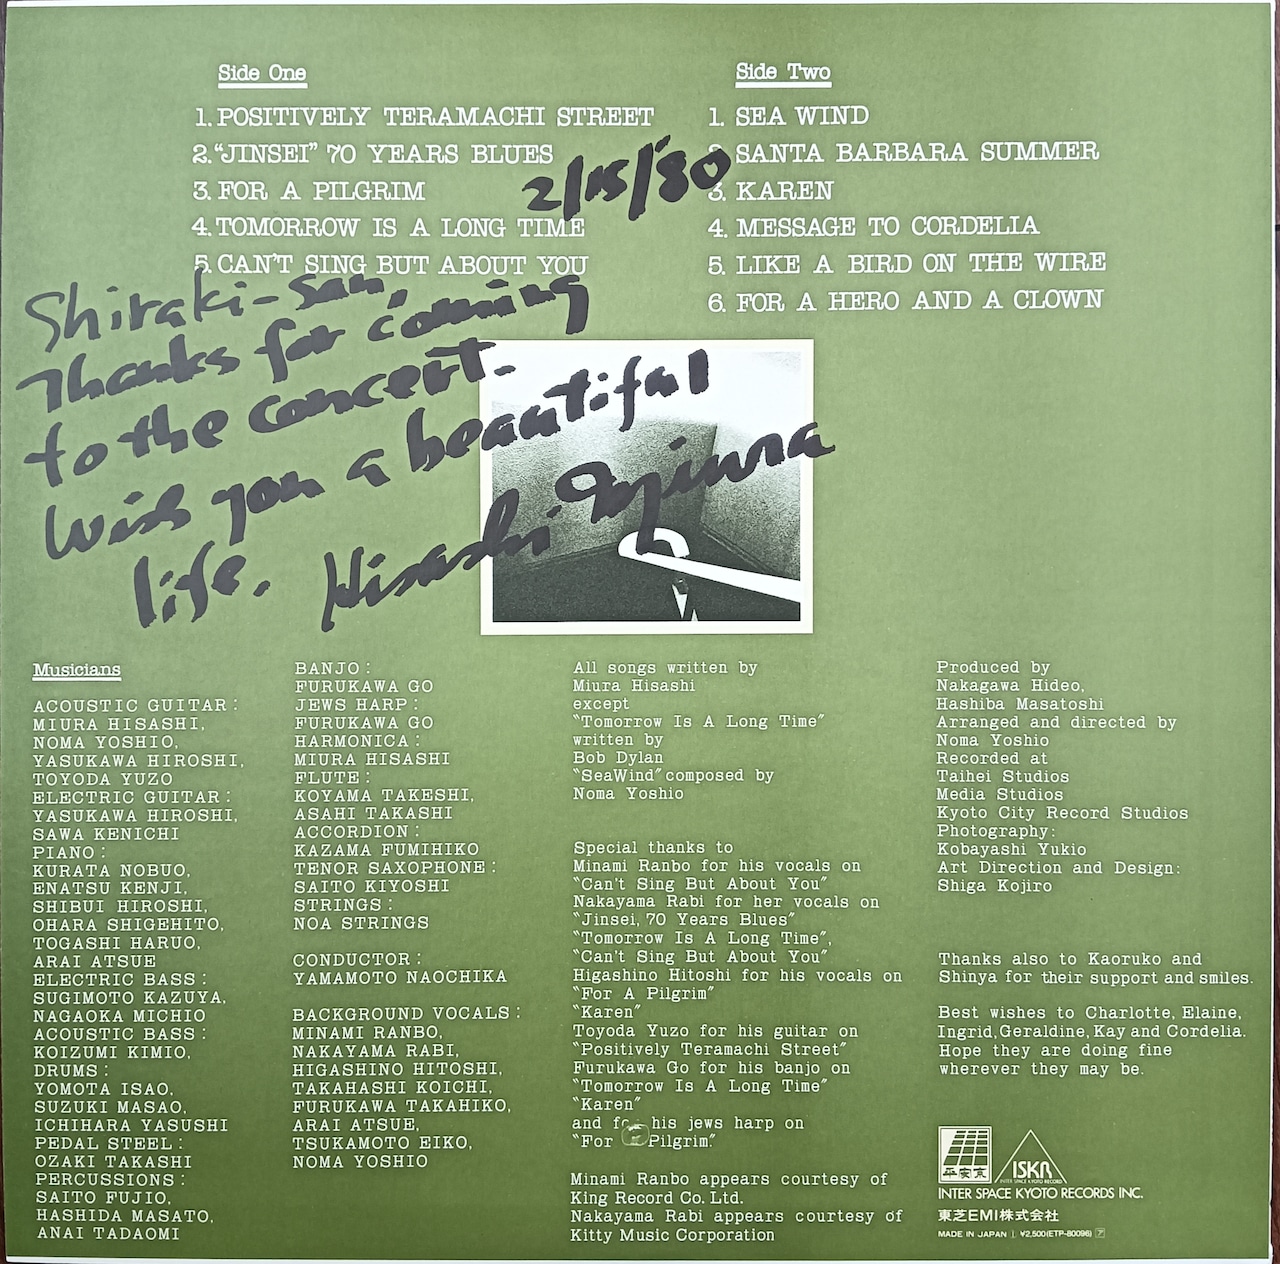 Side One
1. POSITIVELY TERAMACHI STREET
2. “JINSEI” 70 YEARS BLUES
3. FOR A PILGRIM
4. TOMORROW IS A LONG TIME
5. CAN'T SING BUT ABOUT YOU
Side Two
1. SEA WIND
2. SANTA BARBARA SUMMER
3. KAREN
4. MESSAGE TO CORDELIA
5. LIKE A BIRD ON THE WIRE
6. FOR A HERO AND A CLOWN
2/15/'80
Shiraki-san,
Thanks for coming
to the concert.
Wish you a beautiful
life. Hisashi Miura
Musicians
ACOUSTIC GUITAR:
MIURA HISASHI,
NOMA YOSHIO,
YASUKAWA HIROSHI,
TOYODA YUZO
ELECTRIC GUITAR:
YASUKAWA HIROSHI,
SAWA KENICHI
PIANO:
KURATA NOBUO,
ENATSU KENJI,
SHIBUI HIROSHI,
OHARA SHIGEHITO,
TOGASHI HARUO,
ARAI ATSUE
ELECTRIC BASS:
SUGIMOTO KAZUYA,
NAGAOKA MICHIO
ACOUSTIC BASS:
KOIZUMI KIMIO,
DRUMS:
YOMOTA ISAO,
SUZUKI MASAO,
ICHIHARA YASUSHI
PEDAL STEEL:
OZAKI TAKASHI
PERCUSSIONS:
SAITO FUJIO,
HASHIDA MASATO,
ANAI TADAOMI
BANJO:
FURUKAWA GO
JEWS HARP:
FURUKAWA GO
HARMONICA:
MIURA HISASHI
FLUTE:
KOYAMA TAKESHI,
ASAHI TAKASHI
ACCORDION:
KAZAMA FUMIHIKO
TENOR SAXOPHONE:
SAITO KIYOSHI
STRINGS:
NOA STRINGS
CONDUCTOR:
YAMAMOTO NAOCHIKA
BACKGROUND VOCALS:
MINAMI RANBO,
NAKAYAMA RABI,
HIGASHINO HITOSHI,
TAKAHASHI KOICHI,
FURUKAWA TAKAHIKO,
ARAI ATSUE,
TSUKAMOTO EIKO,
NOMA YOSHIO
All songs written by
Miura Hisashi
except
“Tomorrow Is A Long Time”
written by
Bob Dylan
“SeaWind” composed by
Noma Yoshio
Special thanks to
Minami Ranbo for his vocals on
“Can't Sing But About You”
Nakayama Rabi for her vocals on
“Jinsei, 70 Years Blues”
“Tomorrow Is A Long Time”,
“Can't Sing But About You”
Higashino Hitoshi for his vocals on
“For A Pilgrim”
“Karen”
Toyoda Yuzo for his guitar on
“Positively Teramachi Street”
Furukawa Go for his banjo on
“Tomorrow Is A Long Time”
“Karen”
and for his jews harp on
“For A Pilgrim.”
Minami Ranbo appears courtesy of
King Record Co. Ltd.
Nakayama Rabi appears courtesy of
Kitty Music Corporation
Produced by
Nakagawa Hideo,
Hashiba Masatoshi
Arranged and directed by
Noma Yoshio
Recorded at
Taihei Studios
Media Studios
Kyoto City Record Studios
Photography:
Kobayashi Yukio
Art Direction and Design:
Shiga Kojiro
Thanks also to Kaoruko and
Shinya for their support and smiles.
Best wishes to Charlotte, Elaine,
Ingrid, Geraldine, Kay and Cordelia.
Hope they are doing fine
wherever they may be.
平安京
ISKR
INTER SPACE KYOTO RECORD
INTER SPACE KYOTO RECORDS INC.
東芝EMI株式会社
MADE IN JAPAN ¥2,500(ETP-80096) ア